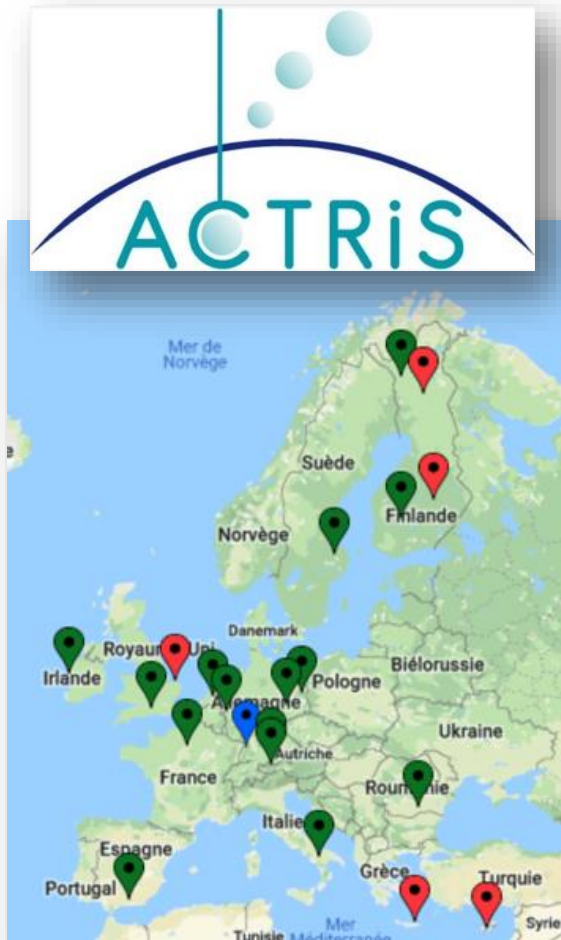 ACTRiS
Mer de
Norvège
Suède
Finlande
Norvège
Danemark
Royaume-Uni
Irlande
Biélorussie
Pologne
Allemagne
Ukraine
Autriche
France
Roumanie
Italie
Espagne
Grèce
Turquie
Portugal
Syrie
Tunisie
Mer
Méditerranée